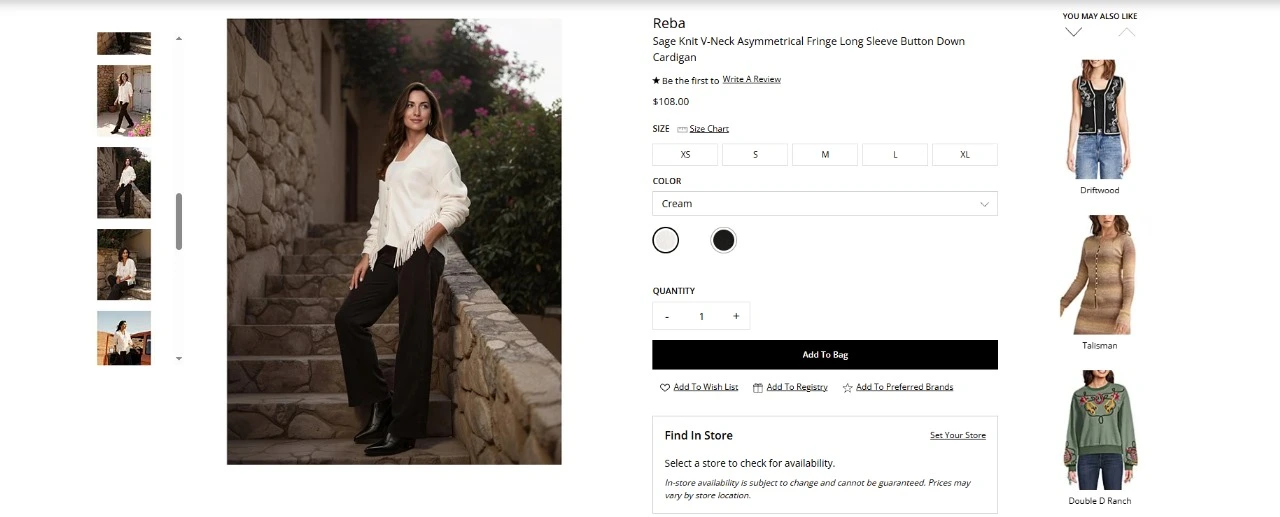 Reba
Sage Knit V-Neck Asymmetrical Fringe Long Sleeve Button Down
Cardigan
★ Be the first to Write A Review
$108.00
SIZE Size Chart
XS S M L XL
COLOR
Cream
QUANTITY
- 1 +
Add To Bag
Add To Wish List Add To Registry Add To Preferred Brands
Find In Store Set Your Store
Select a store to check for availability.
In-store availability is subject to change and cannot be guaranteed. Prices may
vary by store location.
YOU MAY ALSO LIKE
Driftwood
Talisman
Double D Ranch